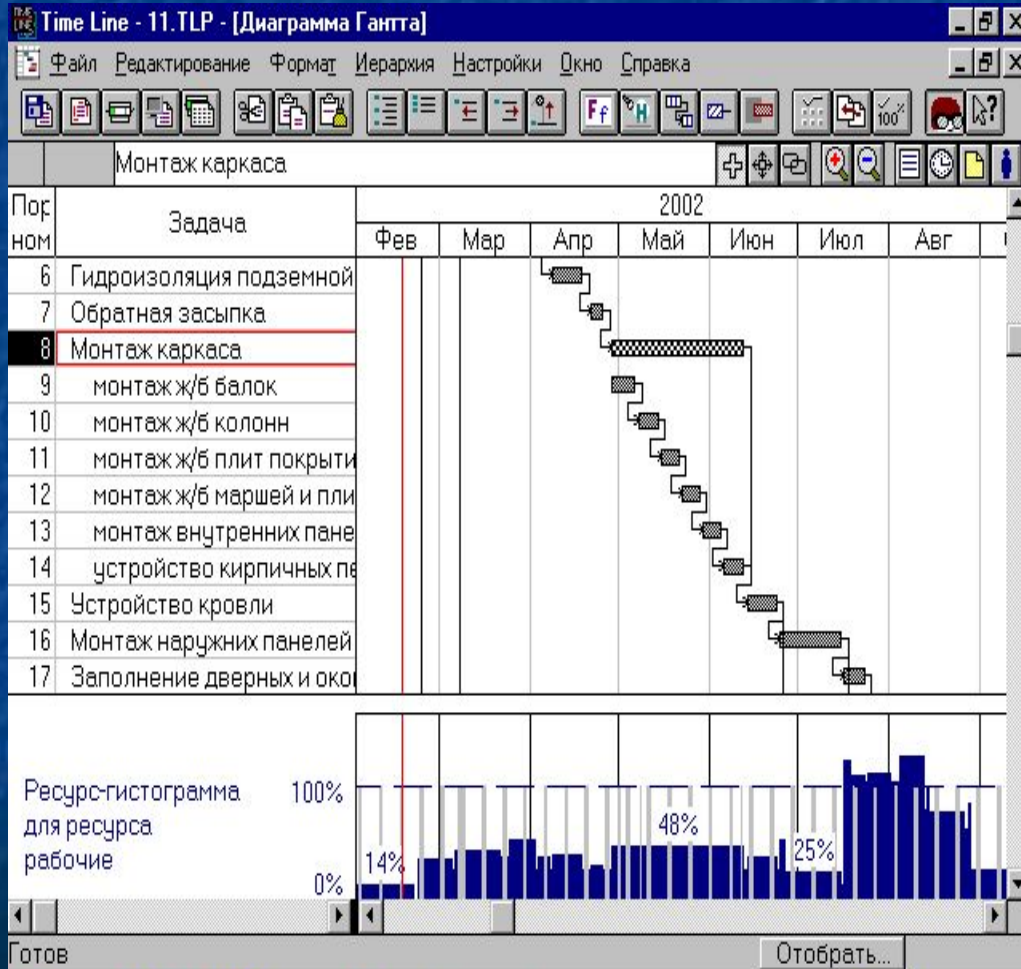 Time Line - 11.TLP - [Диаграмма Гантта]
Файл Редактирование Формат Иерархия Настройки Окно Справка
Монтаж каркаса
Пор ном Задача 2002
Фев Мар Апр Май Июн Июл Авг
6 Гидроизоляция подземной
7 Обратная засыпка
8 Монтаж каркаса
9 монтаж ж/б балок
10 монтаж ж/б колонн
11 монтаж ж/б плит покрыти
12 монтаж ж/б маршей и пли
13 монтаж внутренних пане
14 устройство кирпичных пе
15 Устройство кровли
16 Монтаж наружних панелей
17 Заполнение дверных и око
Ресурс-гистограмма 100%
для ресурса 48%
рабочие 14% 25%
0%
Готов Отобрать...